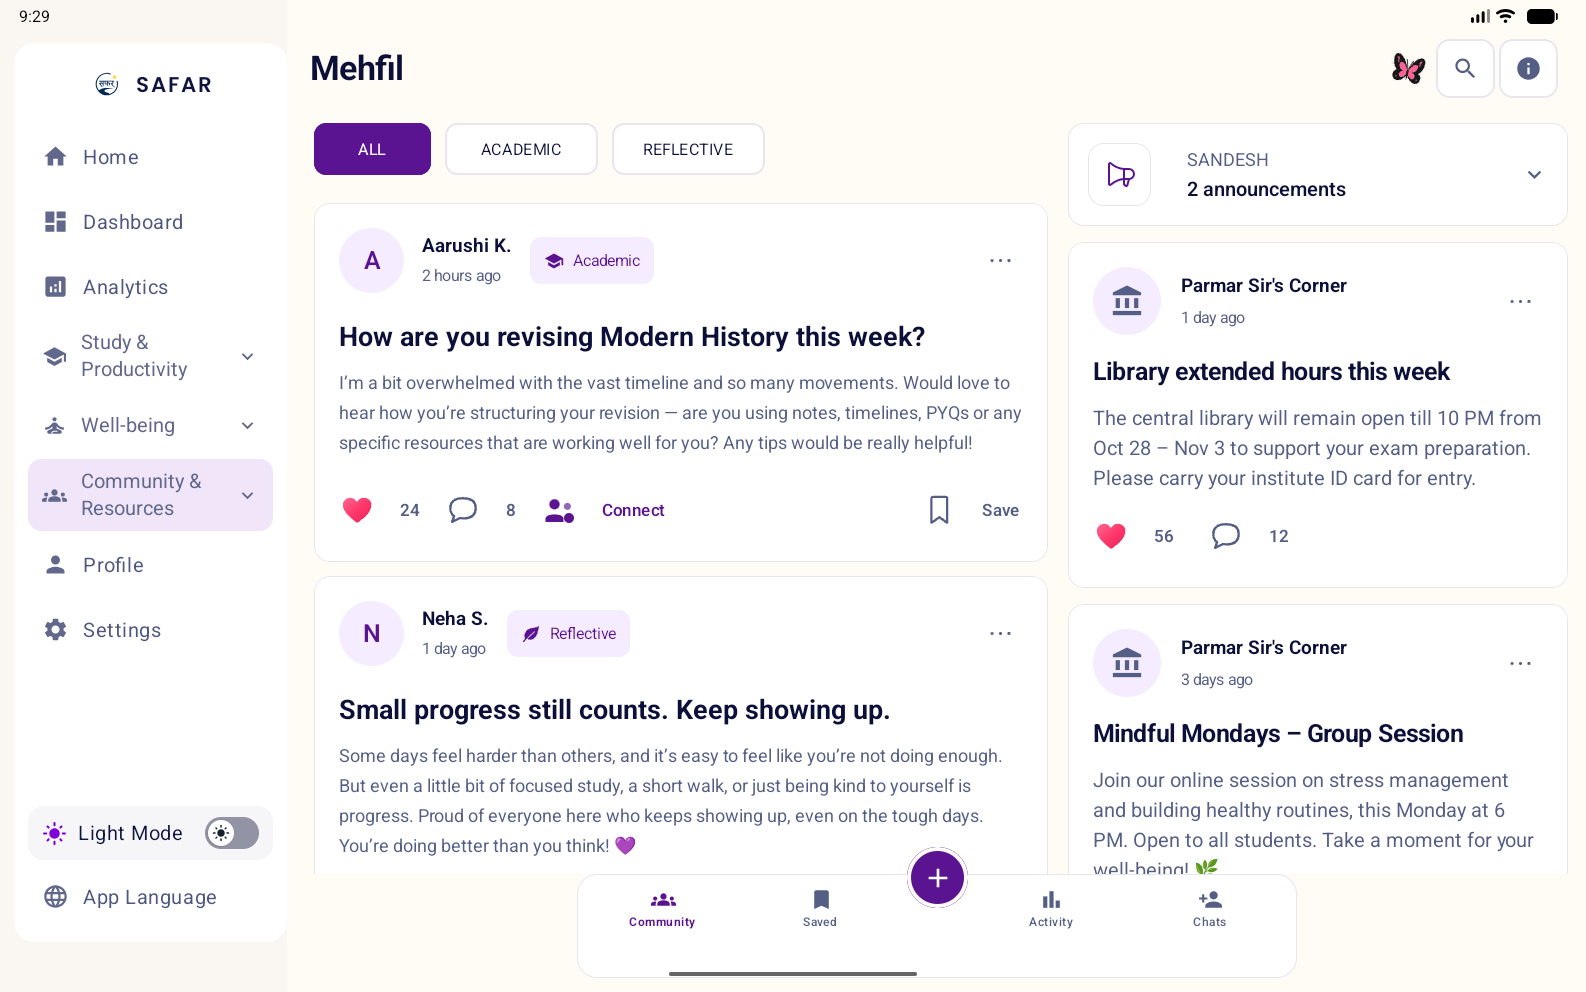 9:29
सफर
SAFAR
Home
Dashboard
Analytics
Study &
Productivity
Well-being
Community &
Resources
Profile
Settings
Light Mode
App Language
Mehfil
ALL
ACADEMIC
REFLECTIVE
A
Aarushi K.
2 hours ago
Academic
How are you revising Modern History this week?
I’m a bit overwhelmed with the vast timeline and so many movements. Would love to
hear how you’re structuring your revision — are you using notes, timelines, PYQs or any
specific resources that are working well for you? Any tips would be really helpful!
24
8
Connect
Save
N
Neha S.
1 day ago
Reflective
Small progress still counts. Keep showing up.
Some days feel harder than others, and it’s easy to feel like you’re not doing enough.
But even a little bit of focused study, a short walk, or just being kind to yourself is
progress. Proud of everyone here who keeps showing up, even on the tough days.
You’re doing better than you think! 💜
SANDESH
2 announcements
Parmar Sir's Corner
1 day ago
Library extended hours this week
The central library will remain open till 10 PM from
Oct 28 – Nov 3 to support your exam preparation.
Please carry your institute ID card for entry.
56
12
Parmar Sir's Corner
3 days ago
Mindful Mondays – Group Session
Join our online session on stress management
and building healthy routines, this Monday at 6
PM. Open to all students. Take a moment for your
well-being! 🌿
Community
Saved
Activity
Chats